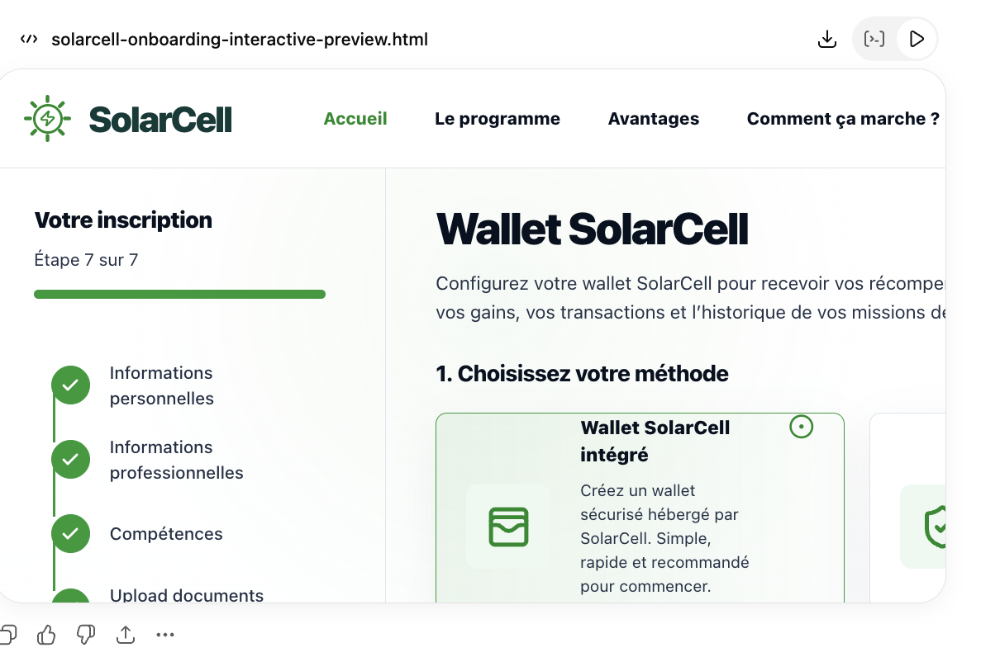 solarcell-onboarding-interactive-preview.html
SolarCell
Accueil
Le programme
Avantages
Comment ça marche ?
Votre inscription
Étape 7 sur 7
Informations
personnelles
Informations
professionnelles
Compétences
Upload documents
Wallet SolarCell
Configurez votre wallet SolarCell pour recevoir vos
vos gains, vos transactions et l’historique de vos missions
1. Choisissez votre méthode
Wallet SolarCell
intégré
Créez un wallet
sécurisé hébergé par
SolarCell. Simple,
rapide et recommandé
pour commencer.